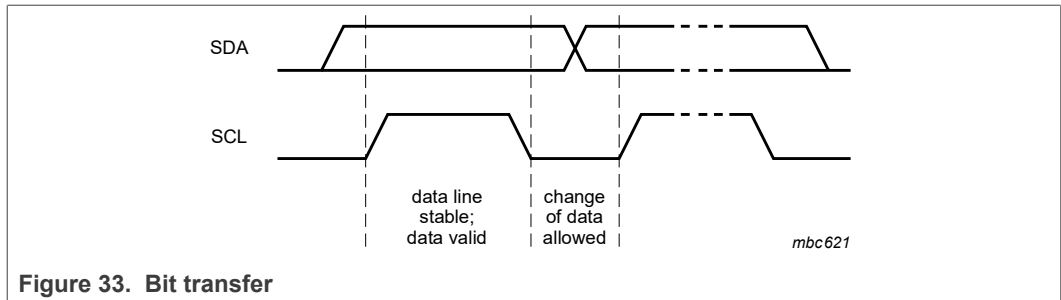 SDA
SCL
data line
stable;
data valid
change
of data
allowed
mbc621
Figure 33. Bit transfer